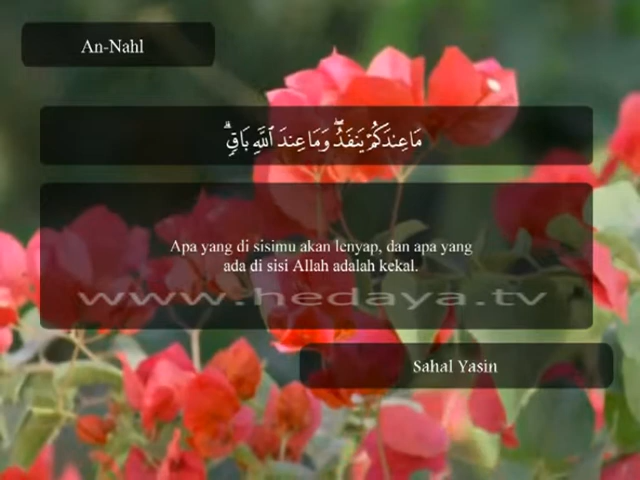 An-Nahl
مَا عِندَكُمْ يَنفَدُ ۖ وَمَا عِندَ ٱللَّهِ بَاقٍ ۗ
Apa yang di sisimu akan lenyap, dan apa yang
ada di sisi Allah adalah kekal.
www.hedaya.tv
Sahal Yasin